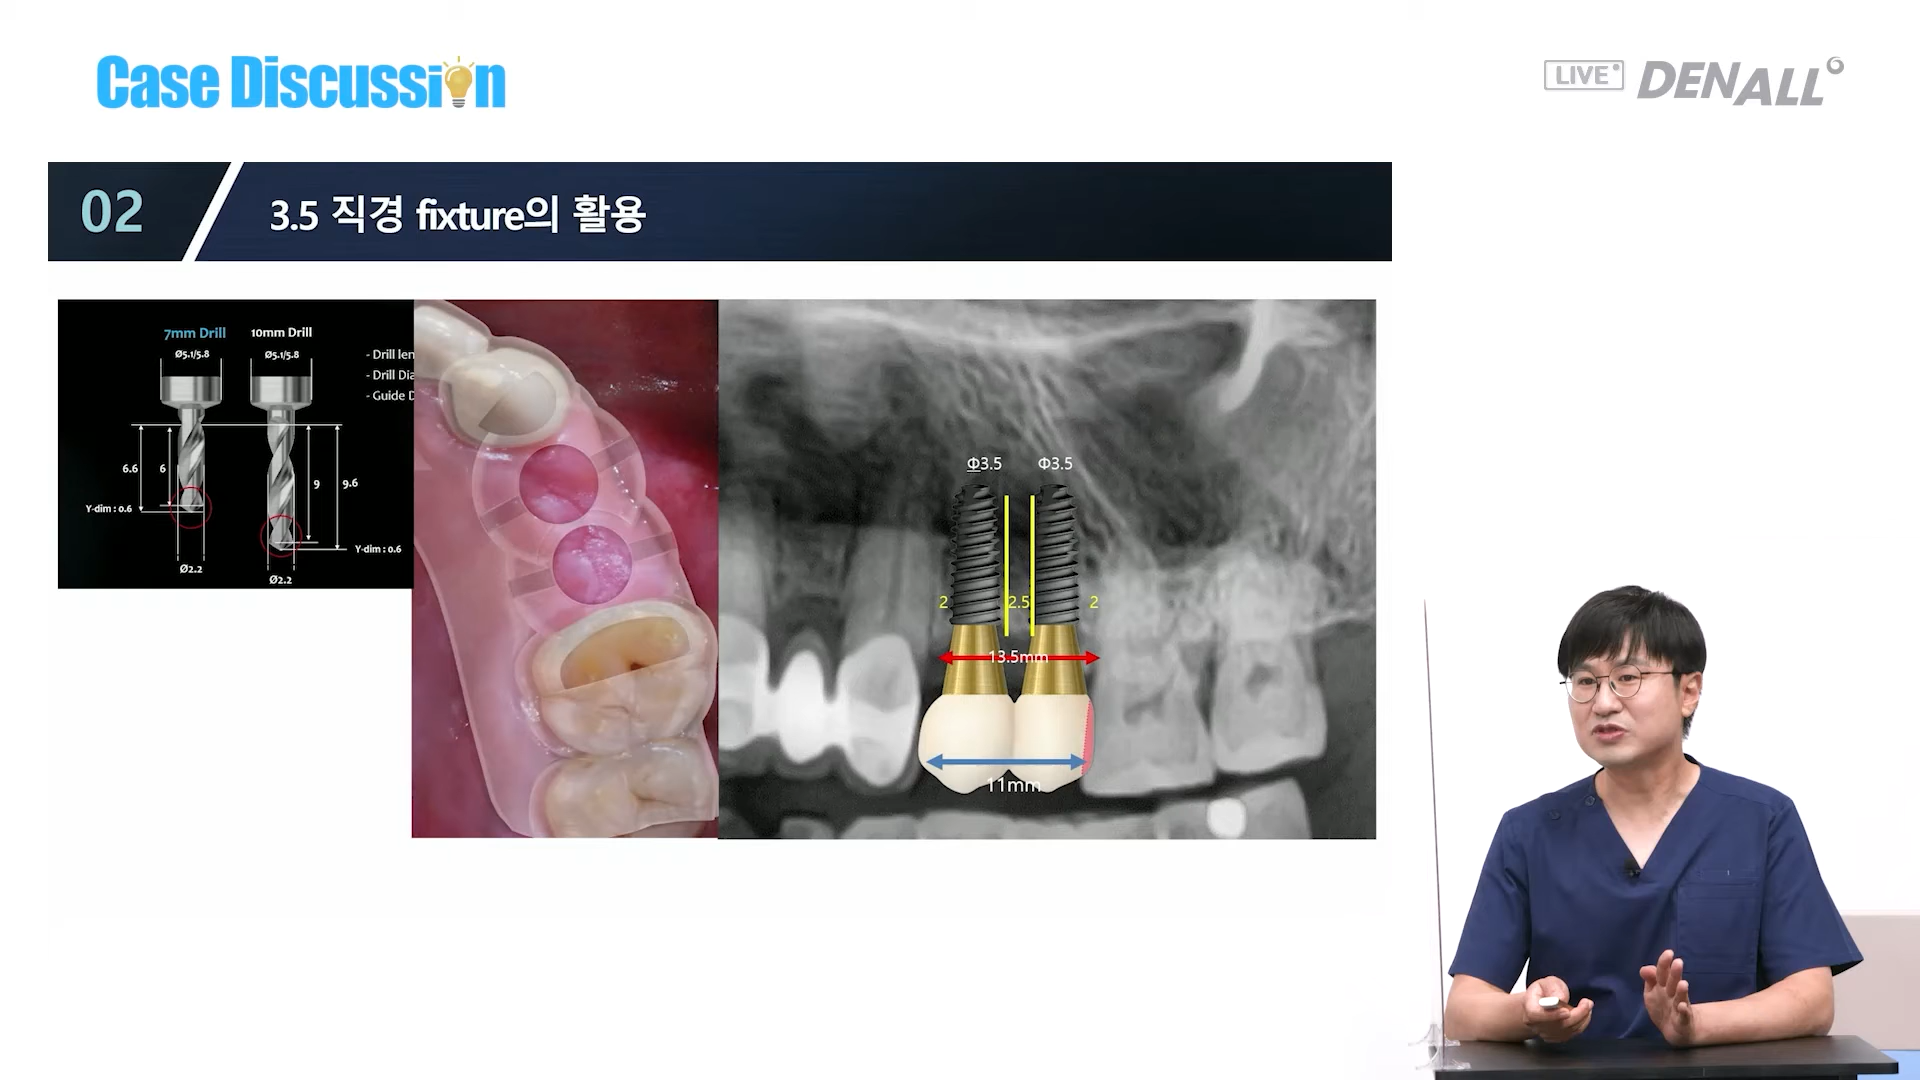 Case Discussion
LIVE DENALL
02
3.5 직경 fixture의 활용
7mm Drill
10mm Drill
Ø5.1/5.8
Ø5.1/5.8
- Drill len
- Drill Dia
- Guide D
6.6
6
9
9.6
Y-dim : 0.6
Y-dim : 0.6
Ø2.2
Ø2.2
Φ3.5
Φ3.5
2
2.5
2
13.5mm
11mm